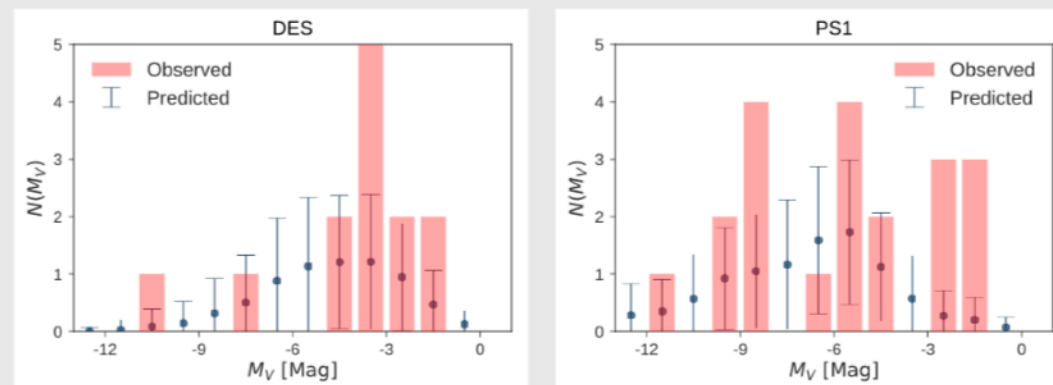 DES
5
4
3
2
1
0
N(M_V)
Observed
Predicted
-12 -9 -6 -3 0
M_V [Mag]
PS1
5
4
3
2
1
0
N(M_V)
Observed
Predicted
-12 -9 -6 -3 0
M_V [Mag]